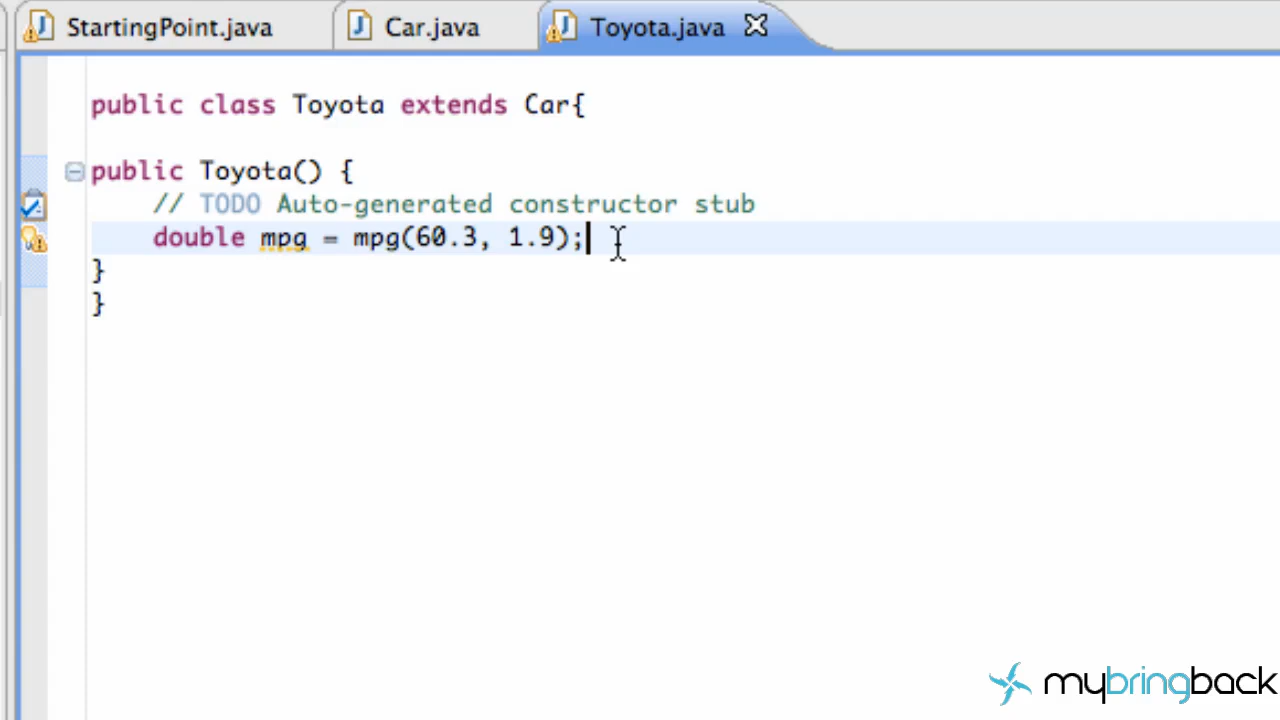 StartingPoint.java
Car.java
Toyota.java
public class Toyota extends Car{
public Toyota() {
// TODO Auto-generated constructor stub
double mpg = mpg(60.3, 1.9);
}
}
mybringback